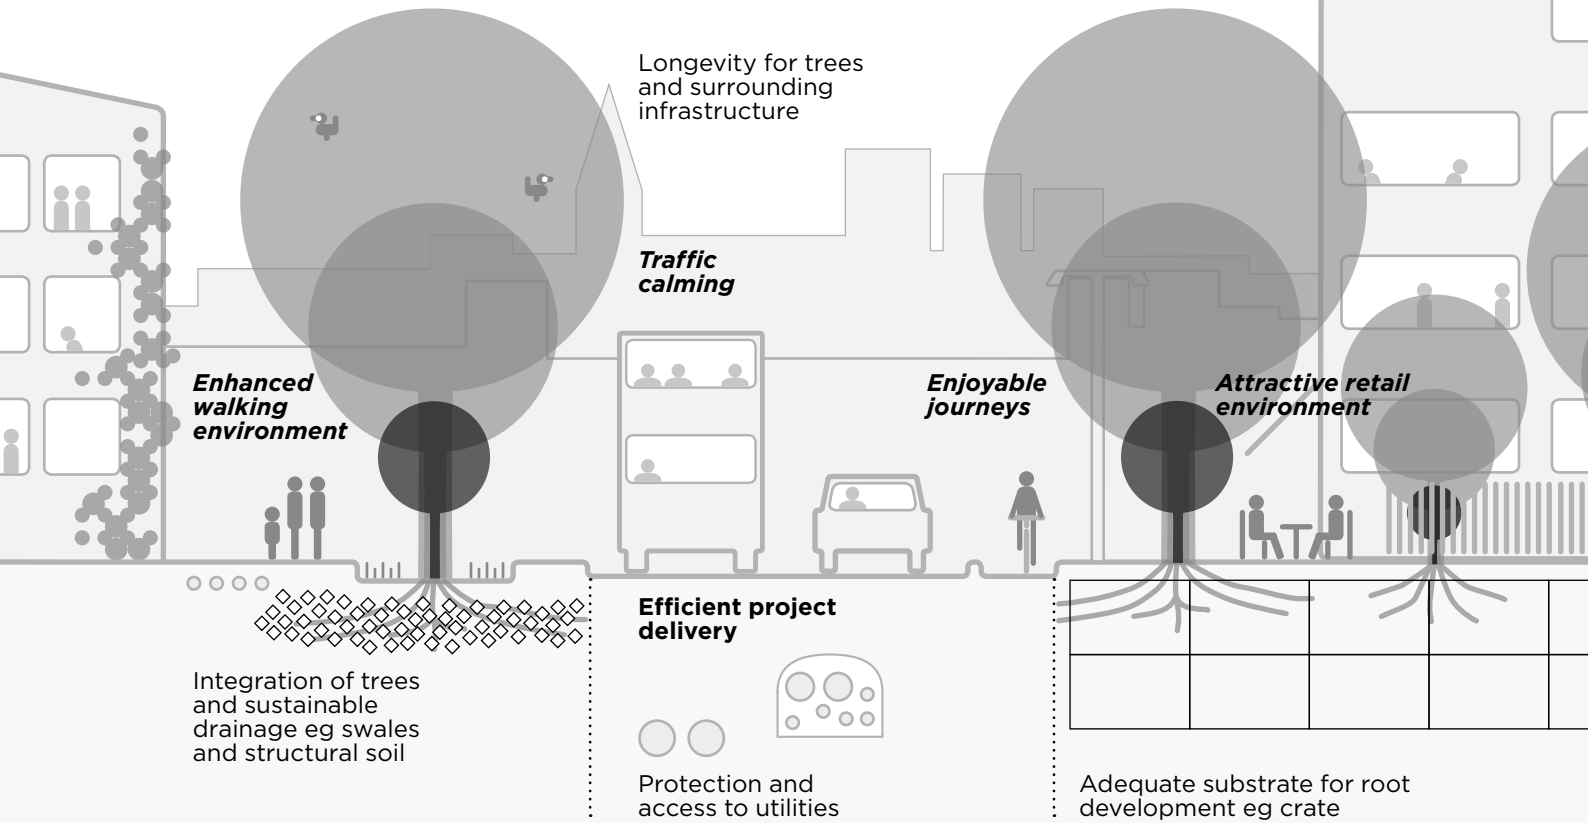 Longevity for trees
and surrounding
infrastructure
Traffic
calming
Enhanced
walking
environment
Enjoyable
journeys
Attractive retail
environment
Efficient project
delivery
Integration of trees
and sustainable
drainage eg swales
and structural soil
Protection and
access to utilities
Adequate substrate for root
development eg crate